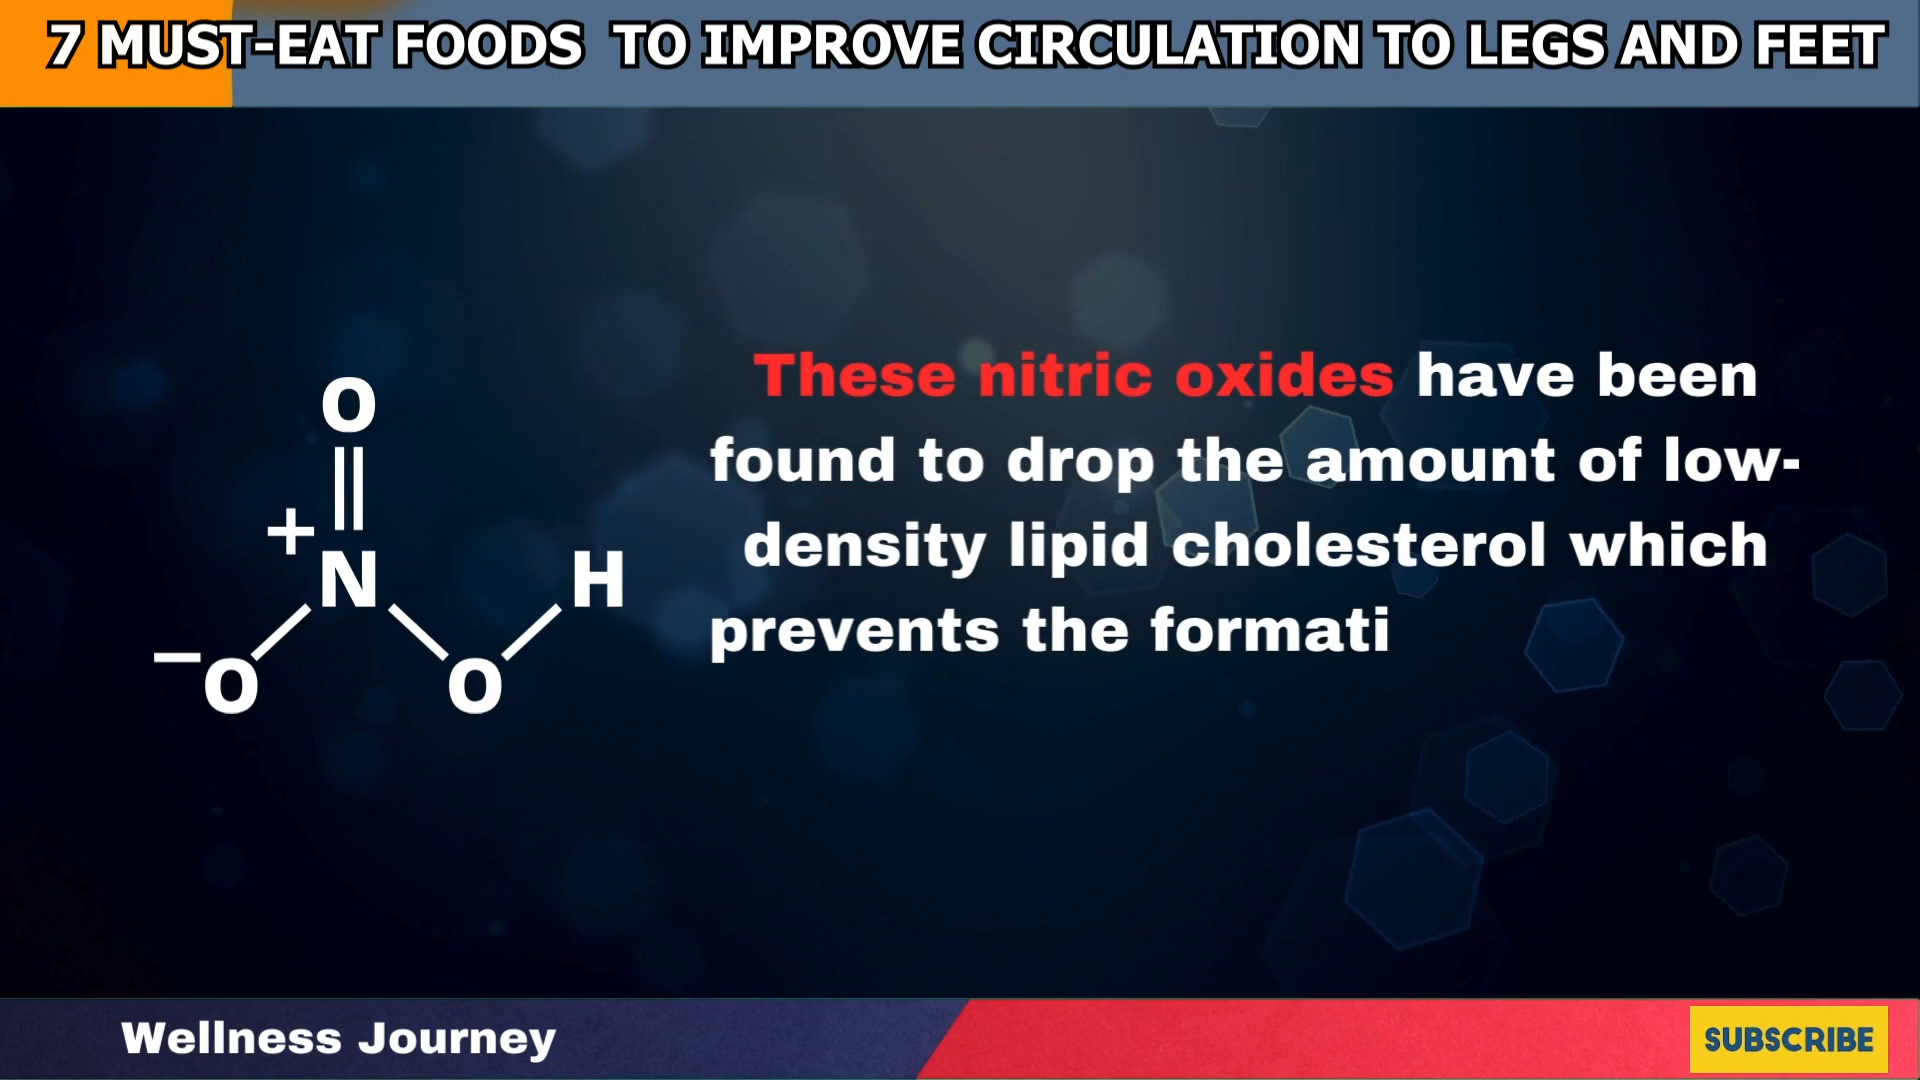 7 MUST-EAT FOODS TO IMPROVE CIRCULATION TO LEGS AND FEET
O
+
N
H
−
O
O
These nitric oxides have been
found to drop the amount of low-
density lipid cholesterol which
prevents the formati
Wellness Journey
SUBSCRIBE